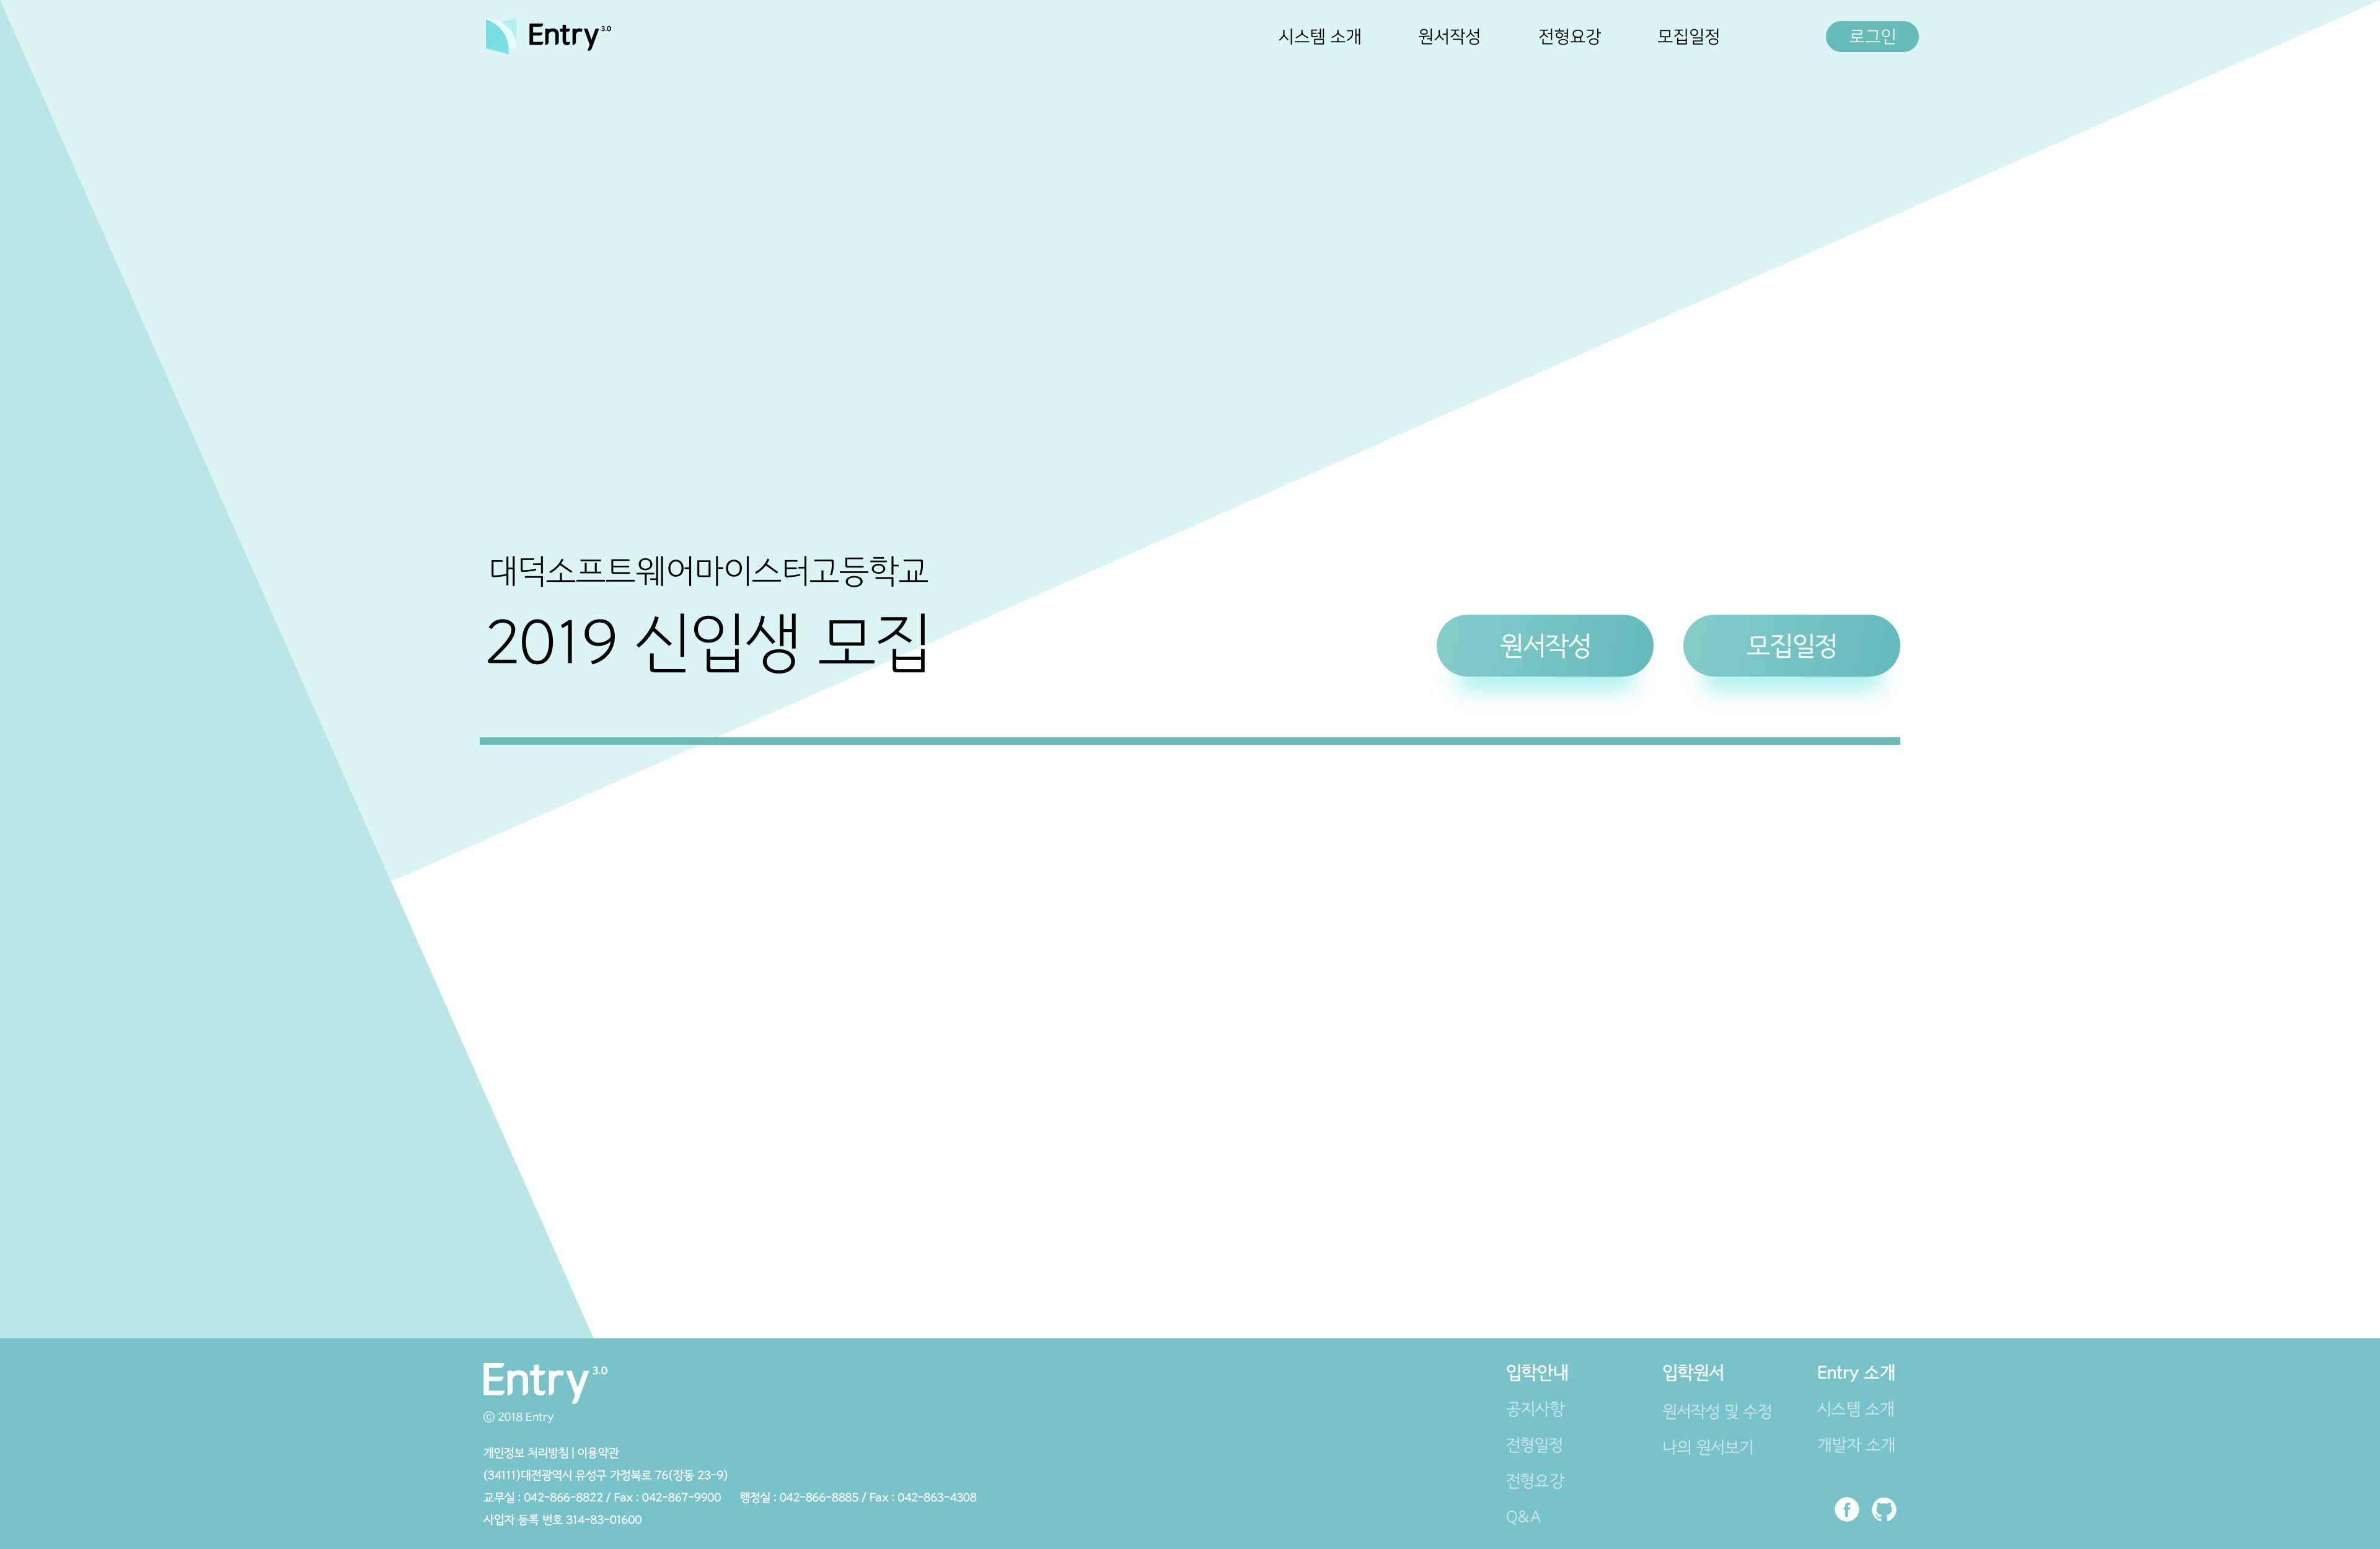 Entry 3.0
시스템 소개 원서작성 전형요강 모집일정 로그인
대덕소프트웨어마이스터고등학교
2019 신입생 모집
원서작성 모집일정
Entry 3.0
© 2018 Entry
개인정보 처리방침 | 이용약관
(34111)대전광역시 유성구 가정북로 76(장동 23-9)
교무실 : 042-866-8822 / Fax : 042-867-9900 행정실 : 042-866-8885 / Fax : 042-863-4308
사업자 등록 번호 314-83-01600
입학안내
공지사항
전형일정
전형요강
Q&A
입학원서
원서작성 및 수정
나의 원서보기
Entry 소개
시스템 소개
개발자 소개